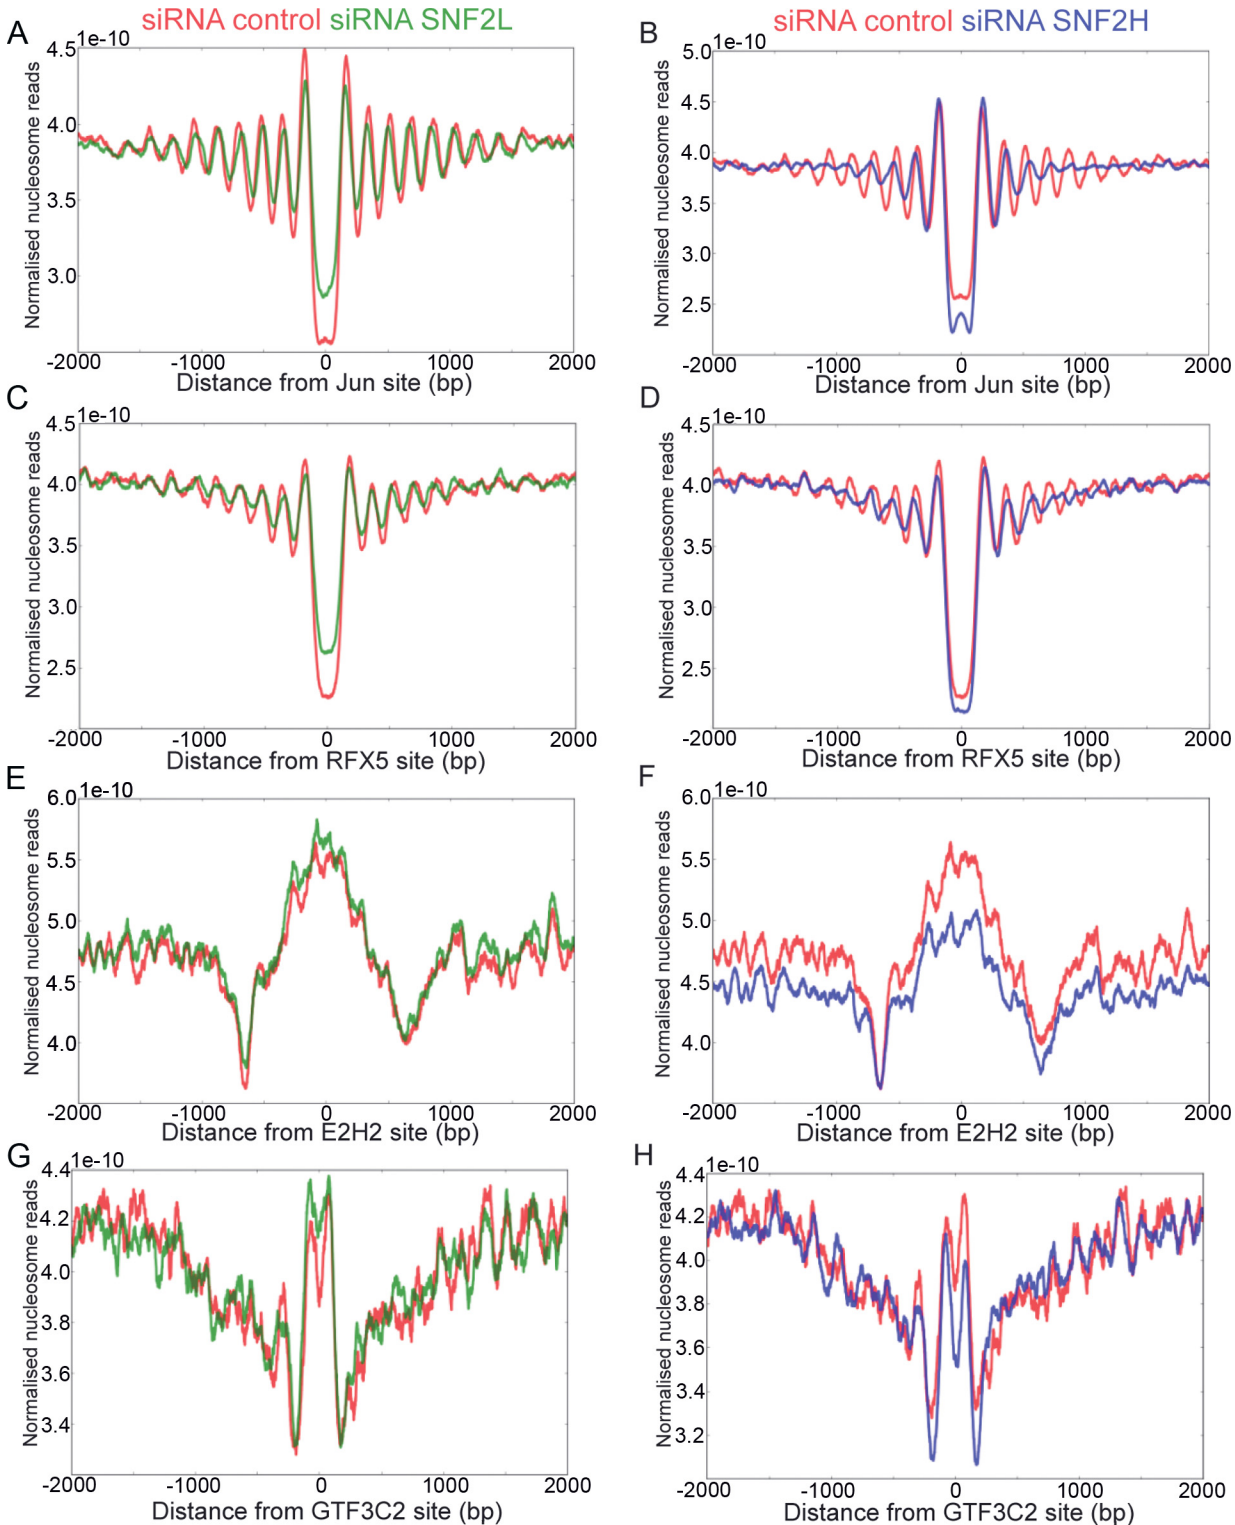 siRNA control siRNA SNF2L
siRNA control siRNA SNF2H
A
4.5 1e-10
4.0
3.5
3.0
Normalised nucleosome reads
-2000 -1000 0 1000 2000
Distance from Jun site (bp)
B
5.0 1e-10
4.5
4.0
3.5
3.0
2.5
Normalised nucleosome reads
-2000 -1000 0 1000 2000
Distance from Jun site (bp)
C
4.5 1e-10
4.0
3.5
3.0
2.5
Normalised nucleosome reads
-2000 -1000 0 1000 2000
Distance from RFX5 site (bp)
D
4.5 1e-10
4.0
3.5
3.0
2.5
Normalised nucleosome reads
-2000 -1000 0 1000 2000
Distance from RFX5 site (bp)
E
6.0 1e-10
5.5
5.0
4.5
4.0
Normalised nucleosome reads
-2000 -1000 0 1000 2000
Distance from E2H2 site (bp)
F
6.0 1e-10
5.5
5.0
4.5
4.0
Normalised nucleosome reads
-2000 -1000 0 1000 2000
Distance from E2H2 site (bp)
G
4.4 1e-10
4.2
4.0
3.8
3.6
3.4
Normalised nucleosome reads
-2000 -1000 0 1000 2000
Distance from GTF3C2 site (bp)
H
4.4 1e-10
4.2
4.0
3.8
3.6
3.4
3.2
Normalised nucleosome reads
-2000 -1000 0 1000 2000
Distance from GTF3C2 site (bp)